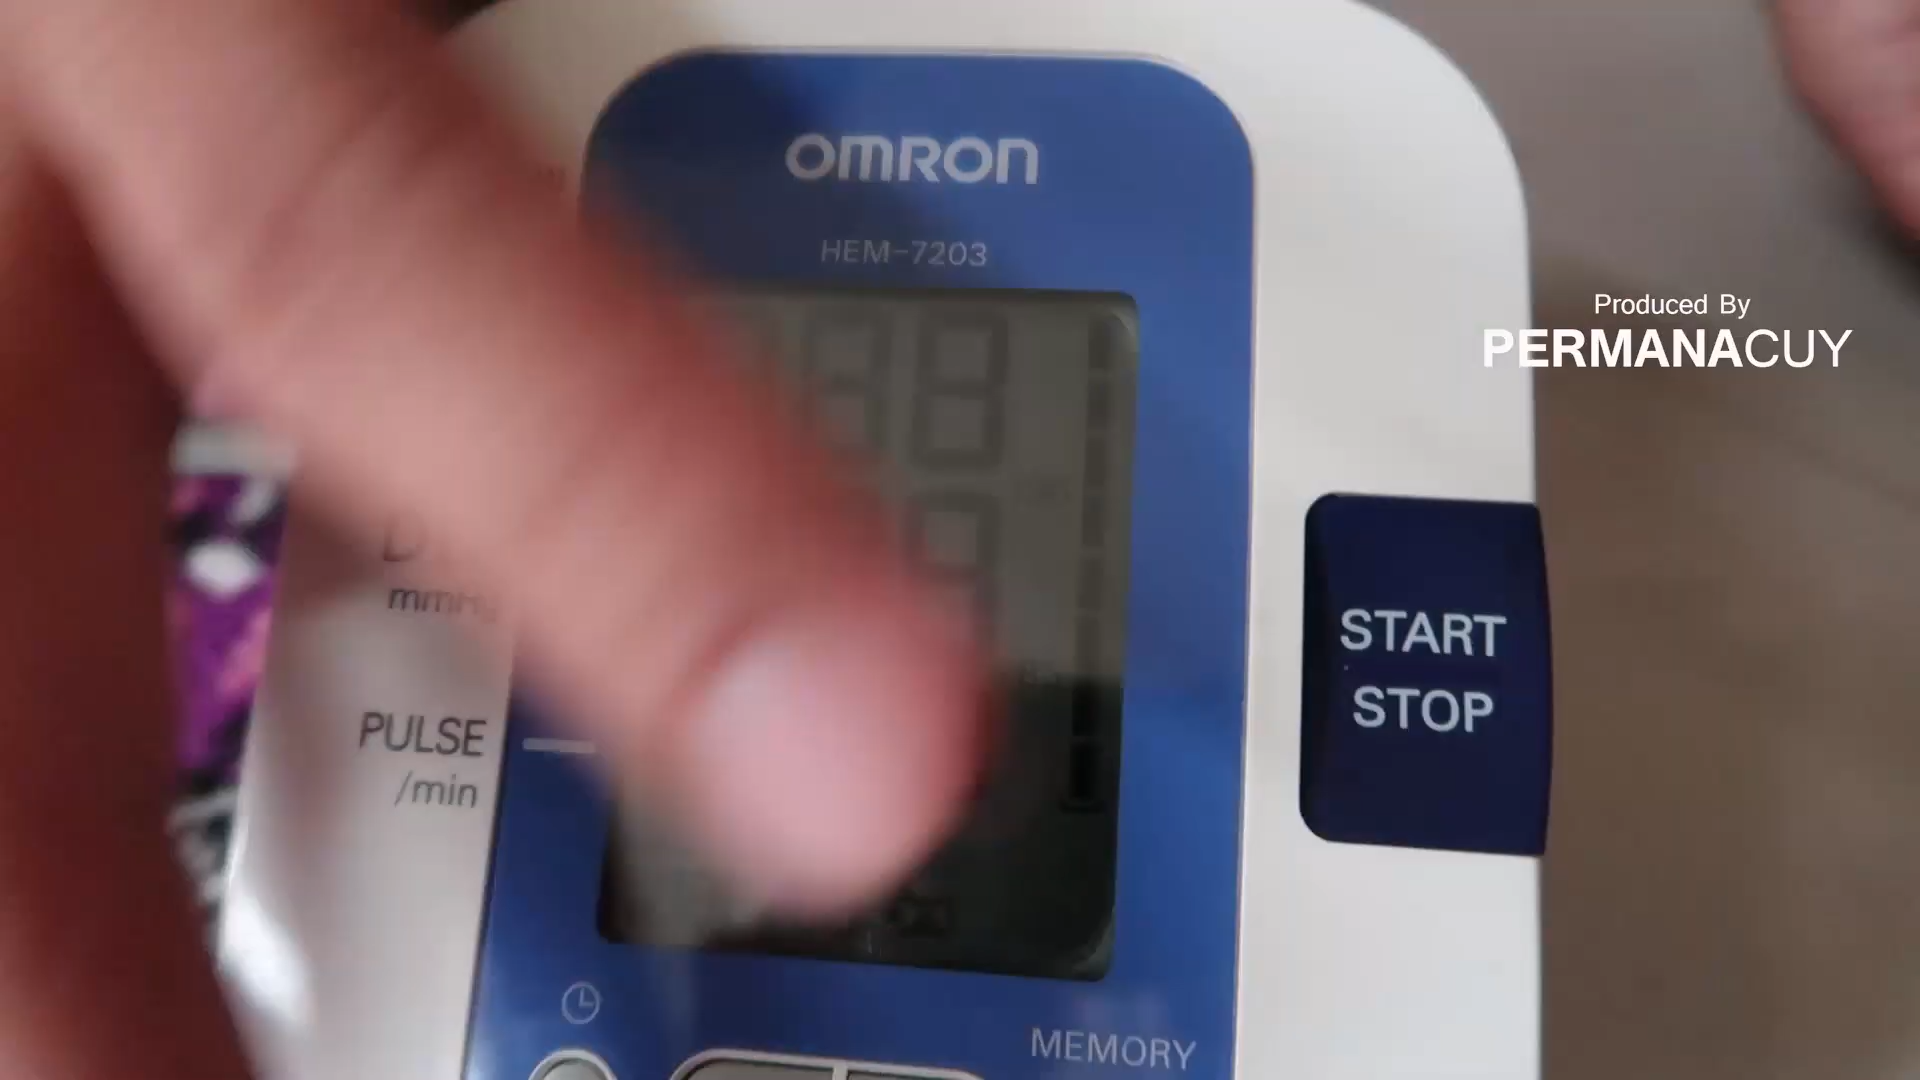 OMRON
HEM-7203
Produced By
PERMANACUY
START
STOP
PULSE
/min
MEMORY